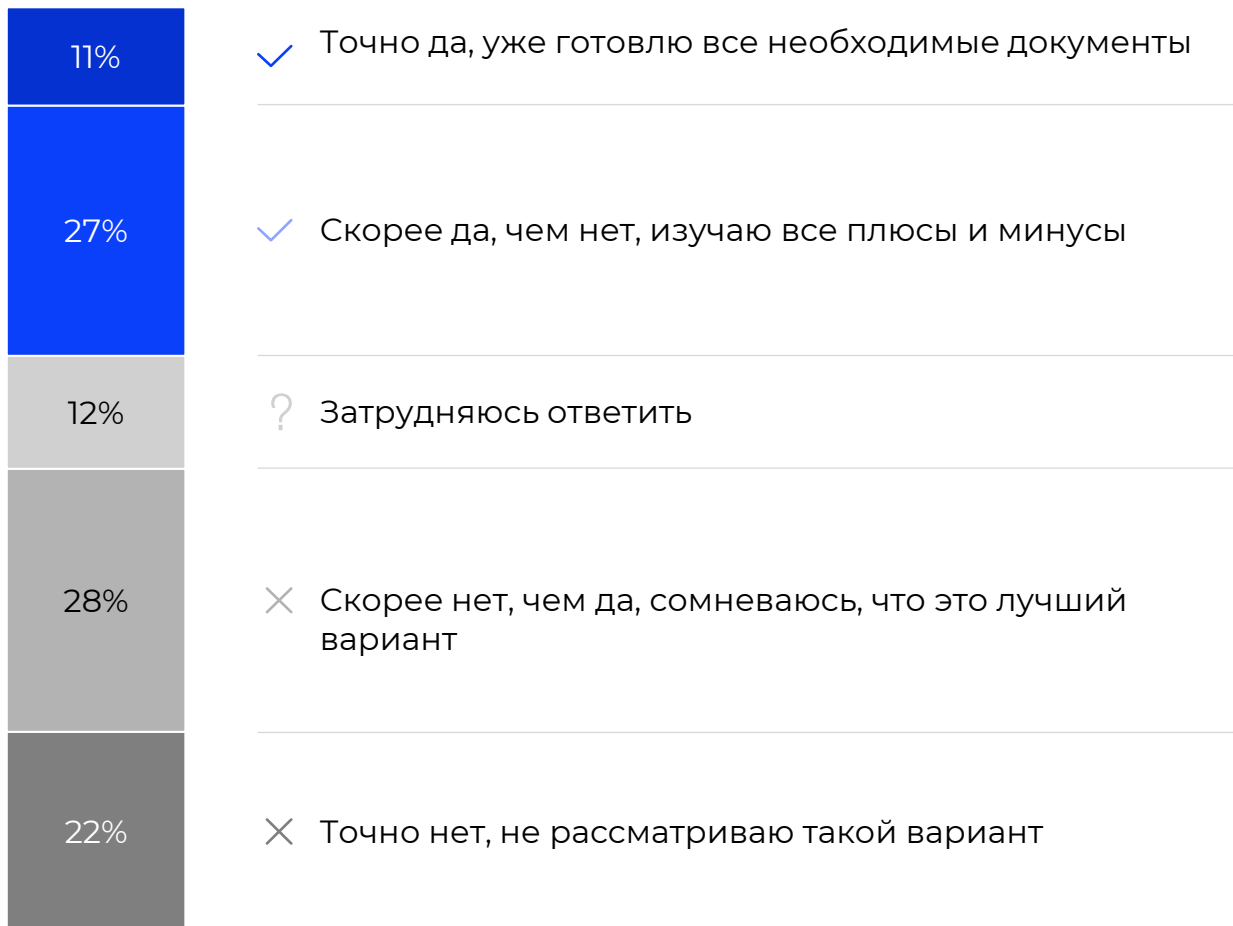 11%
Точно да, уже готовлю все необходимые документы
27%
Скорее да, чем нет, изучаю все плюсы и минусы
12%
? Затрудняюсь ответить
28%
Скорее нет, чем да, сомневаюсь, что это лучший
вариант
22%
Точно нет, не рассматриваю такой вариант